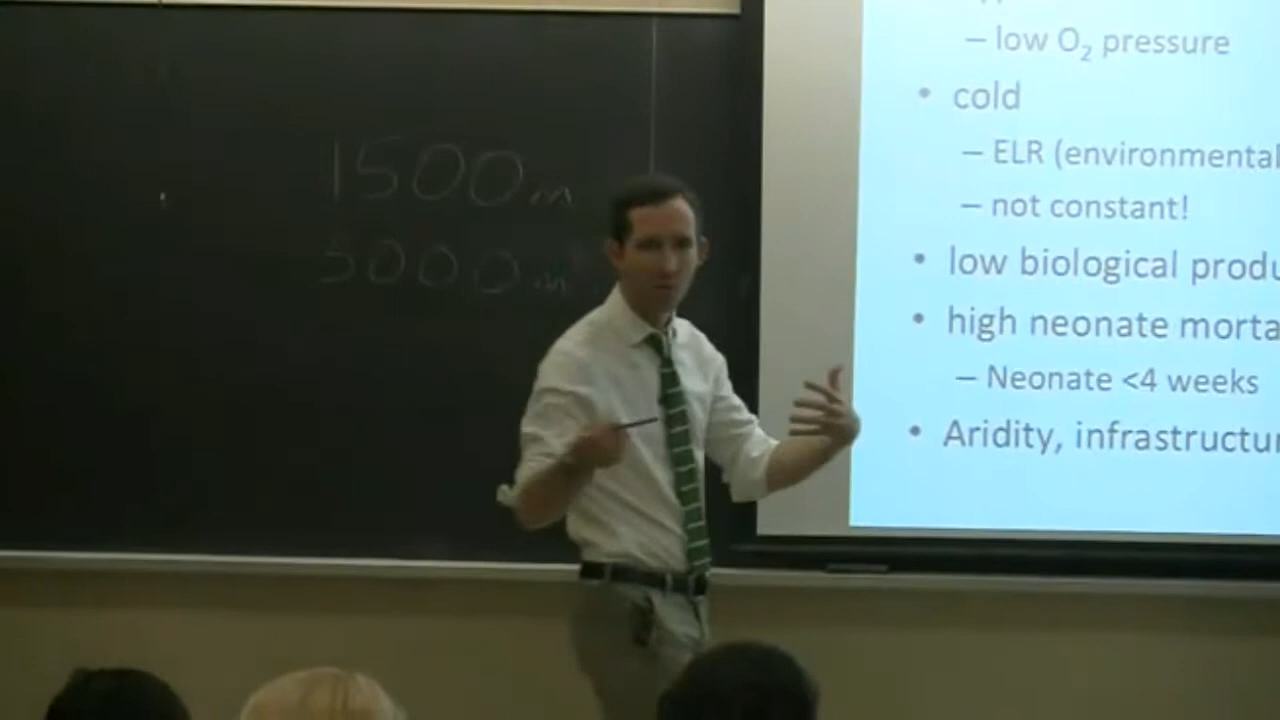 1500 m
5000 m
– low O₂ pressure
• cold
– ELR (environmental
– not constant!
• low biological produ
• high neonate morta
– Neonate <4 weeks
• Aridity, infrastructur